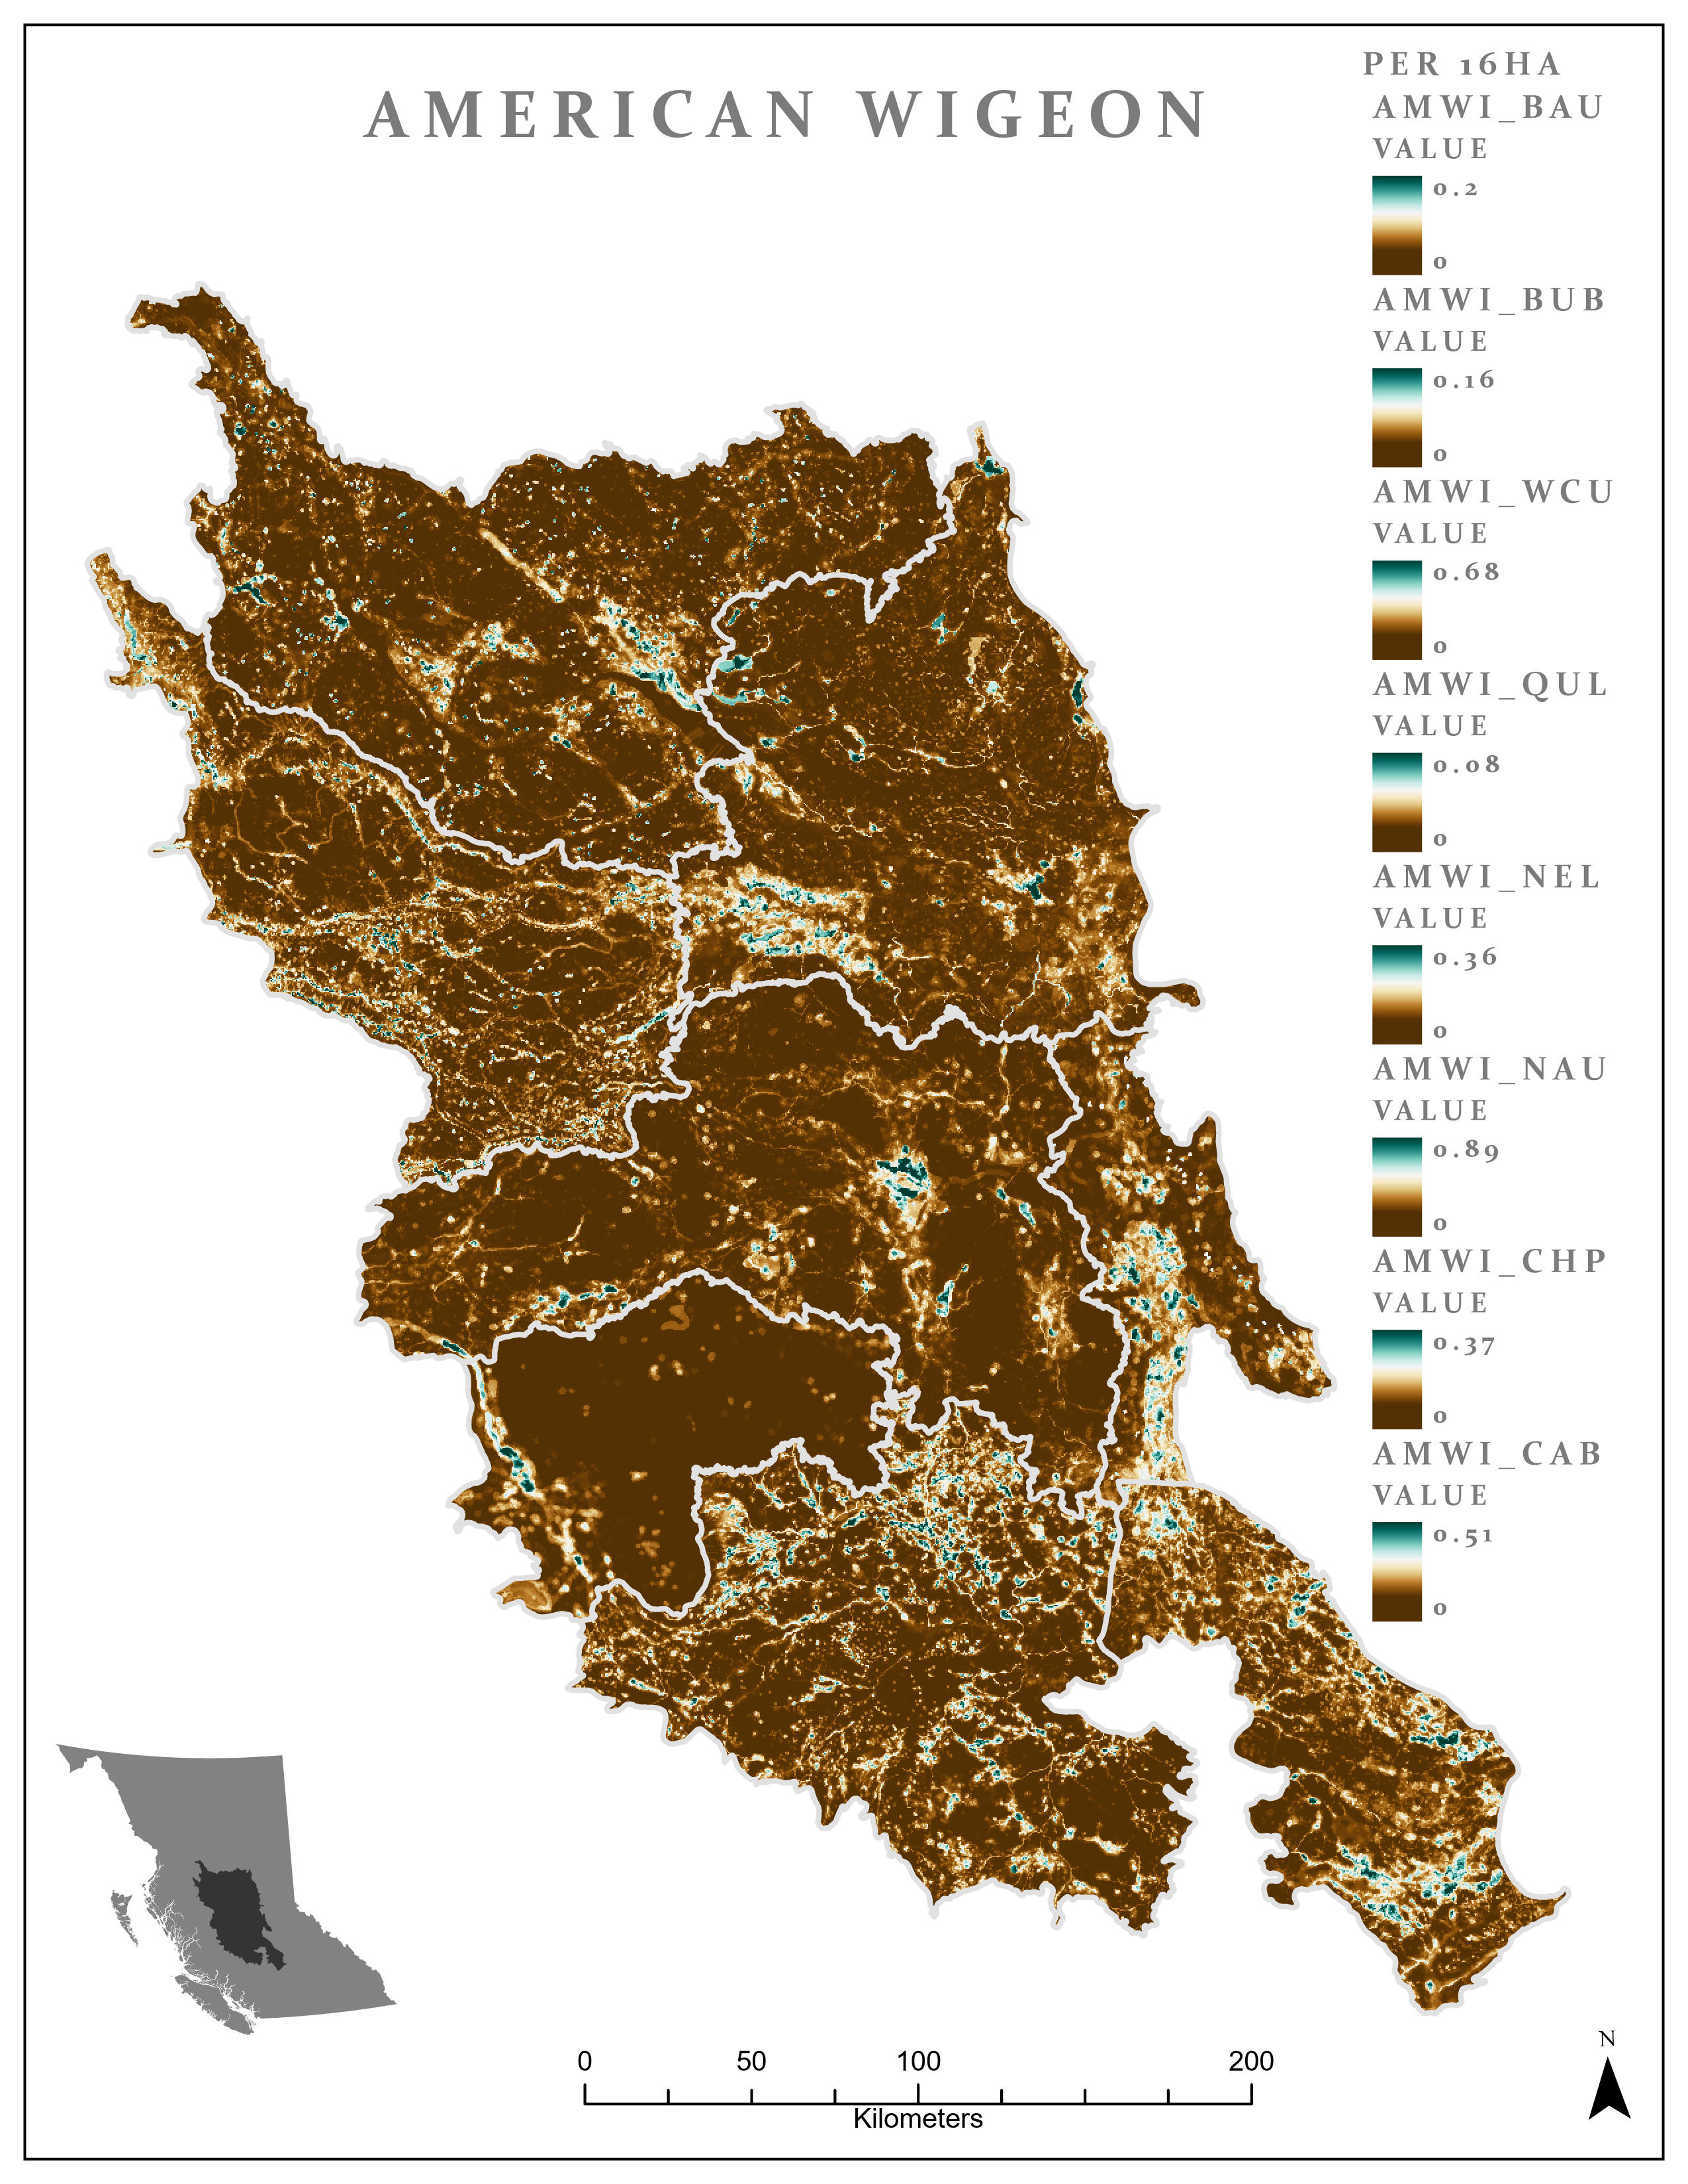 AMERICAN WIGEON
PER 16HA
AMWI_BAU
VALUE
0.2
0
AMWI_BUB
VALUE
0.16
0
AMWI_WCU
VALUE
0.68
0
AMWI_QUL
VALUE
0.08
0
AMWI_NEL
VALUE
0.36
0
AMWI_NAU
VALUE
0.89
0
AMWI_CHP
VALUE
0.37
0
AMWI_CAB
VALUE
0.51
0
N
0 50 100 200
Kilometers